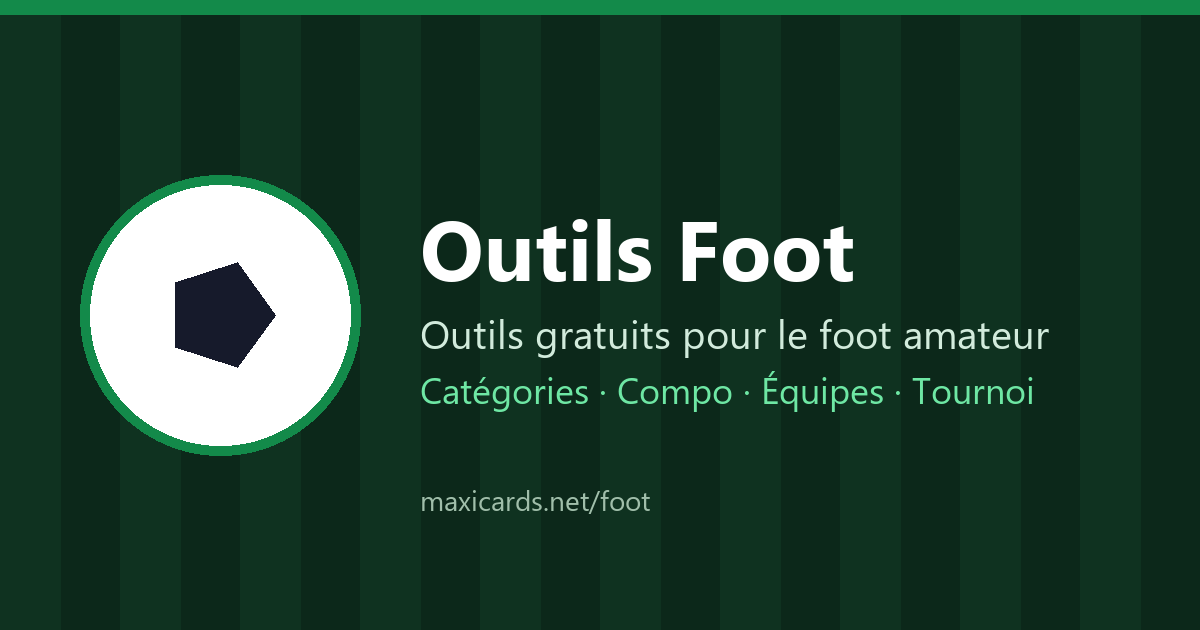 Outils Foot
Outils gratuits pour le foot amateur
Catégories · Compo · Équipes · Tournoi
maxicards.net/foot